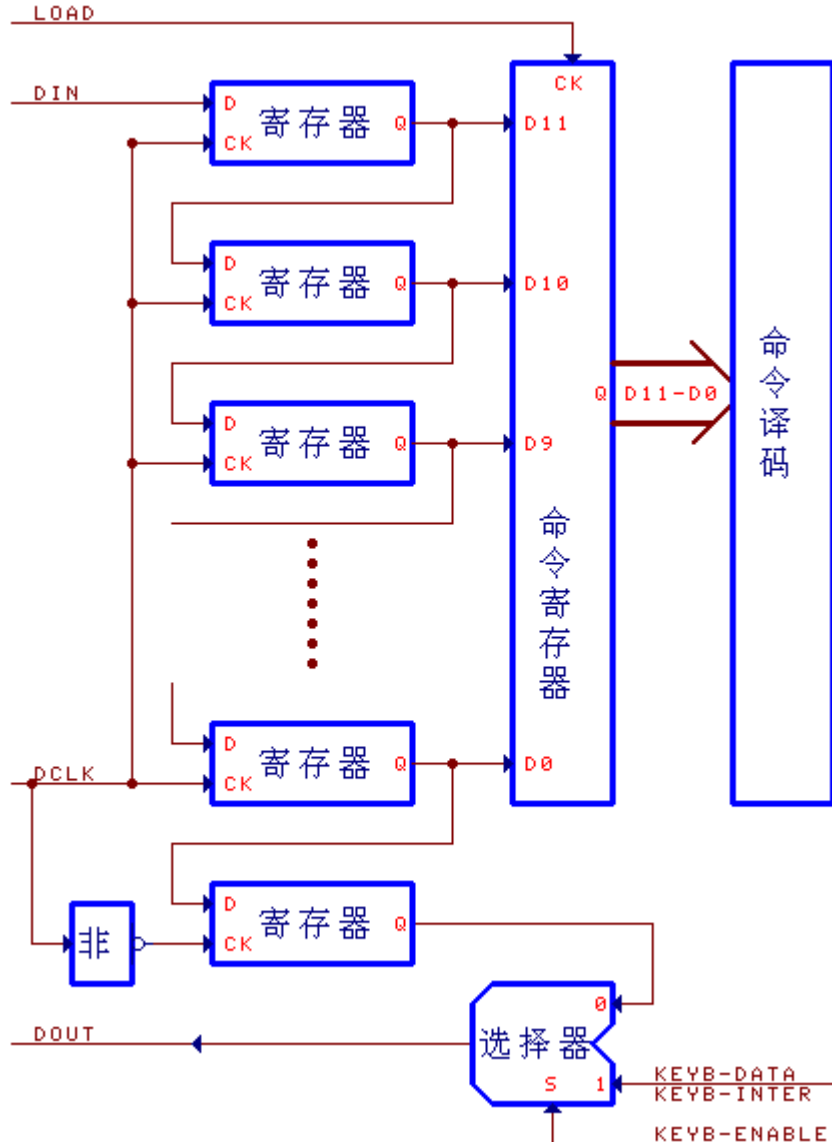 LOAD
CK
DIN
D
寄存器
Q
D11
CK
D
寄存器
Q
D10
CK
命令译码
Q
D11-D0
D
寄存器
Q
D9
CK
命令寄存器
D
寄存器
Q
D0
DCLK
CK
D
寄存器
Q
CK
非
0
DOUT
选择器
S
1
KEYB-DATA
KEYB-INTER
KEYB-ENABLE